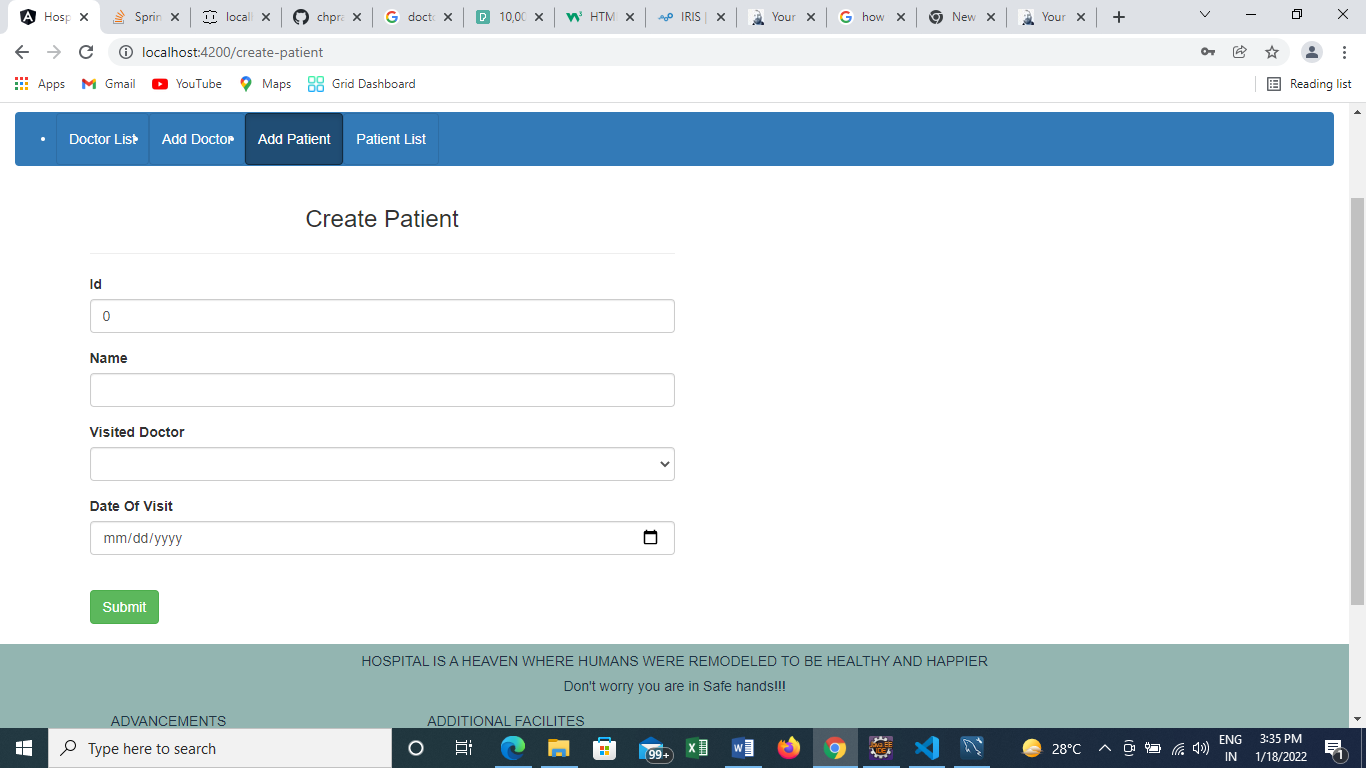 Hosp Sprin locall chpra docto 10,00 HTM IRIS | Your how New Your
localhost:4200/create-patient
Apps Gmail YouTube Maps Grid Dashboard Reading list
Doctor List Add Doctor Add Patient Patient List
Create Patient
Id
0
Name
Visited Doctor
Date Of Visit
mm/dd/yyyy
Submit
HOSPITAL IS A HEAVEN WHERE HUMANS WERE REMODELED TO BE HEALTHY AND HAPPIER
Don't worry you are in Safe hands!!!
ADVANCEMENTS ADDITIONAL FACILITES
Type here to search 99+ 28°C ENG 3:35 PM
IN 1/18/2022 1